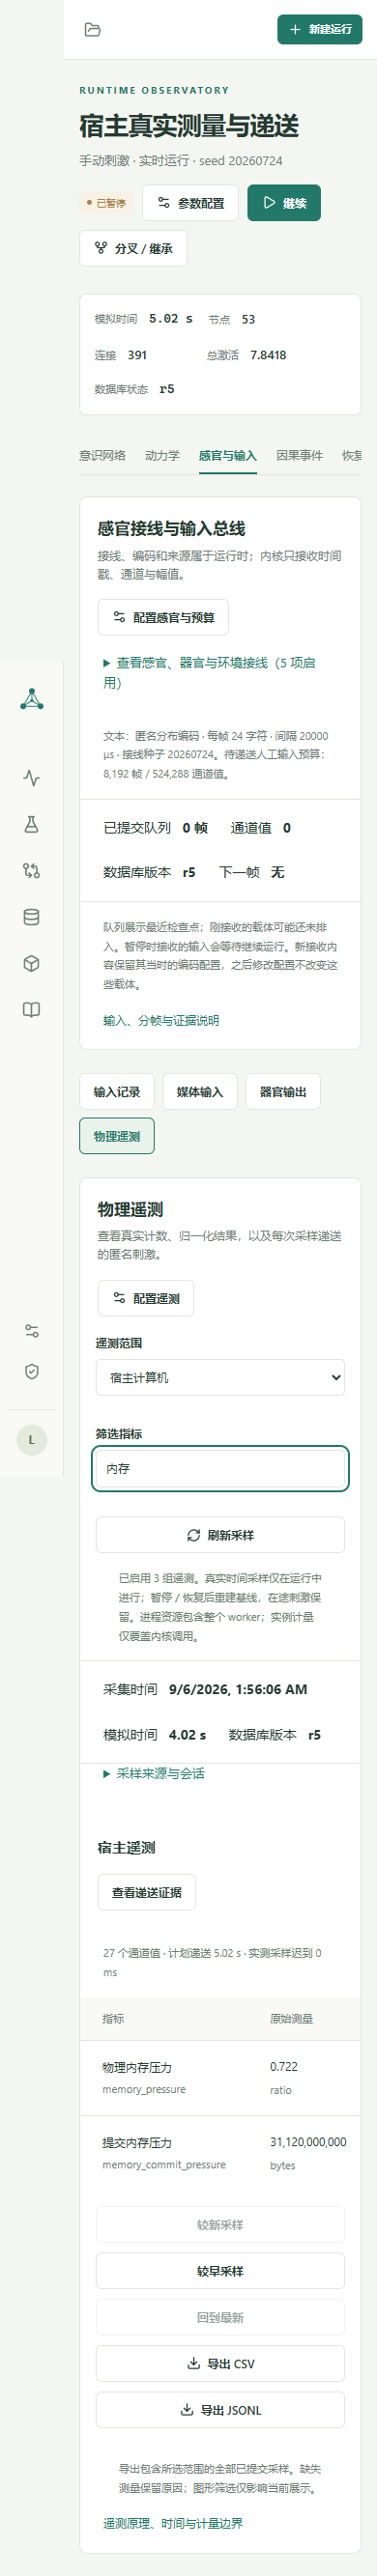 新建运行
RUNTIME OBSERVATORY
宿主真实测量与递送
手动刺激 · 实时运行 · seed 20260724
已暂停
参数配置
继续
分叉 / 继承
模拟时间 5.02 s 节点 53
连接 391 总激活 7.8418
数据库状态 r5
意识网络 动力学 感官与输入 因果事件 恢复
感官接线与输入总线
接线、编码和来源属于运行时；内核只接收时间
戳、通道与幅值。
配置感官与预算
查看感官、器官与环境接线（5 项启
用）
文本：匿名分布编码 · 每帧 24 字符 · 间隔 20000
µs · 接线种子 20260724。待递送人工输入预算：
8,192 帧 / 524,288 通道值。
已提交队列 0 帧 通道值 0
数据库版本 r5 下一帧 无
队列展示最近检查点；刚接收的载体可能还未排
入。暂停时接收的输入会等待继续运行。新接收内
容保留其当时的编码配置，之后修改配置不改变这
些载体。
输入、分帧与证据说明
输入记录 媒体输入 器官输出
物理遥测
物理遥测
查看真实计数、归一化结果，以及每次采样递送
的匿名刺激。
配置遥测
遥测范围
宿主计算机
筛选指标
内存
刷新采样
已启用 3 组遥测。真实时间采样仅在运行中
进行；暂停 / 恢复后重建基线，在途刺激保
留。进程资源包含整个 worker；实例计量
仅覆盖内核调用。
采集时间 9/6/2026, 1:56:06 AM
模拟时间 4.02 s 数据库版本 r5
采样来源与会话
宿主遥测
查看递送证据
27 个通道值 · 计划递送 5.02 s · 实测采样迟到 0
ms
指标 原始测量
物理内存压力 0.722
memory_pressure ratio
提交内存压力 31,120,000,000
memory_commit_pressure bytes
较新采样
较早采样
回到最新
导出 CSV
导出 JSONL
导出包含所选范围的全部已提交采样。缺失
测量保留原因；图形筛选仅影响当前展示。
遥测原理、时间与计量边界
L